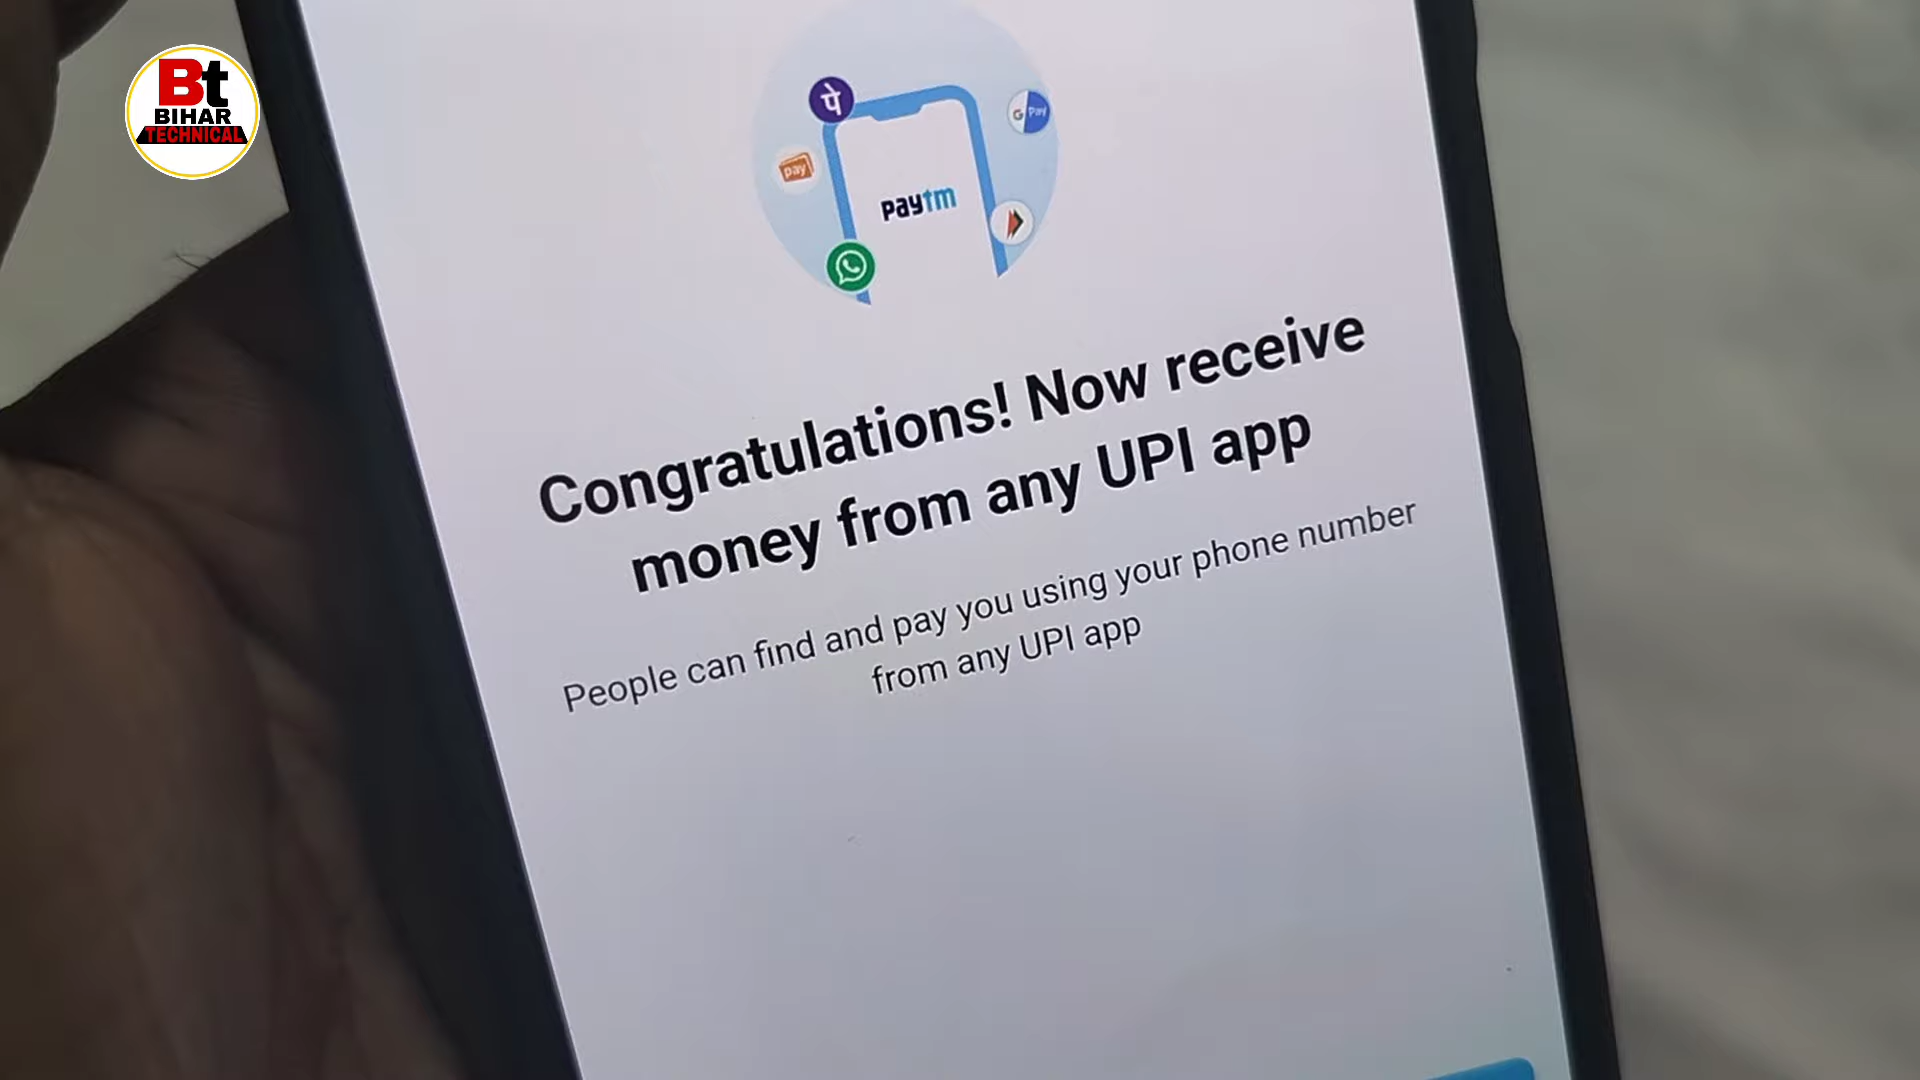 Bt
BIHAR
TECHNICAL
पे
G Pay
pay
paytm
Congratulations! Now receive
money from any UPI app
People can find and pay you using your phone number
from any UPI app